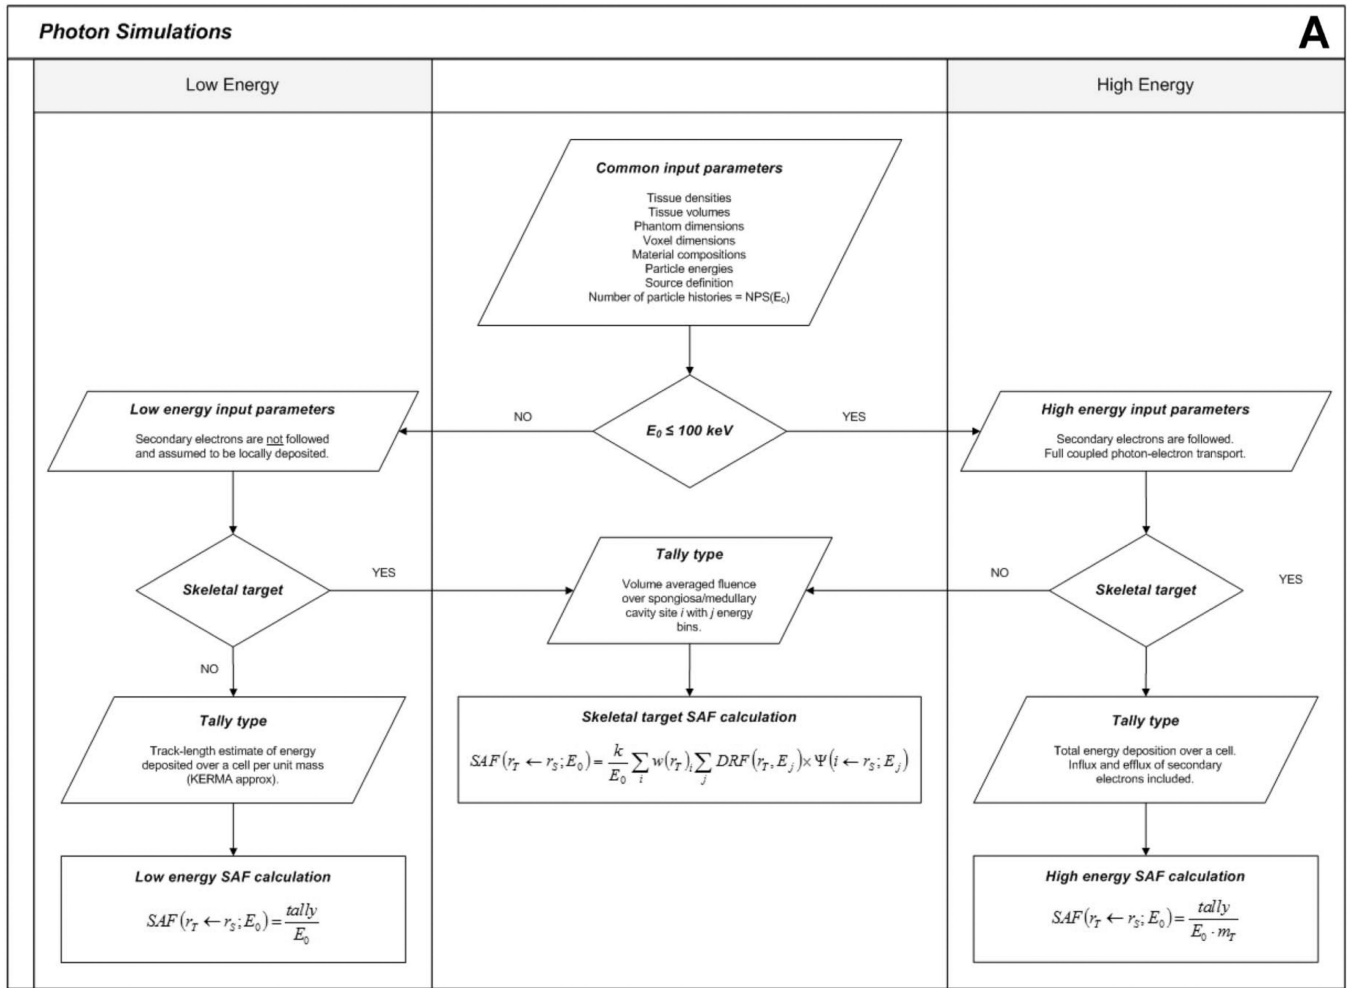 Photon Simulations
A
Low Energy
High Energy
Common input parameters
Tissue densities
Tissue volumes
Phantom dimensions
Voxel dimensions
Material compositions
Particle energies
Source definition
Number of particle histories = NPS(E₀)
Low energy input parameters
Secondary electrons are not followed
and assumed to be locally deposited.
NO
E₀ ≤ 100 keV
YES
High energy input parameters
Secondary electrons are followed.
Full coupled photon-electron transport.
Skeletal target
YES
Tally type
Volume averaged fluence
over spongiosa/medullary
cavity site i with j energy
bins.
NO
Skeletal target
YES
NO
Tally type
Track-length estimate of energy
deposited over a cell per unit mass
(KERMA approx).
Skeletal target SAF calculation
SAF(r_T ← r_S; E₀) = k/E₀ ∑_i w(r_T)_i ∑_j DRF(r_T, E_j) × Ψ(i ← r_S; E_j)
Tally type
Total energy deposition over a cell.
Influx and efflux of secondary
electrons included.
Low energy SAF calculation
SAF(r_T ← r_S; E₀) = tally/E₀
High energy SAF calculation
SAF(r_T ← r_S; E₀) = tally/(E₀ · m_T)